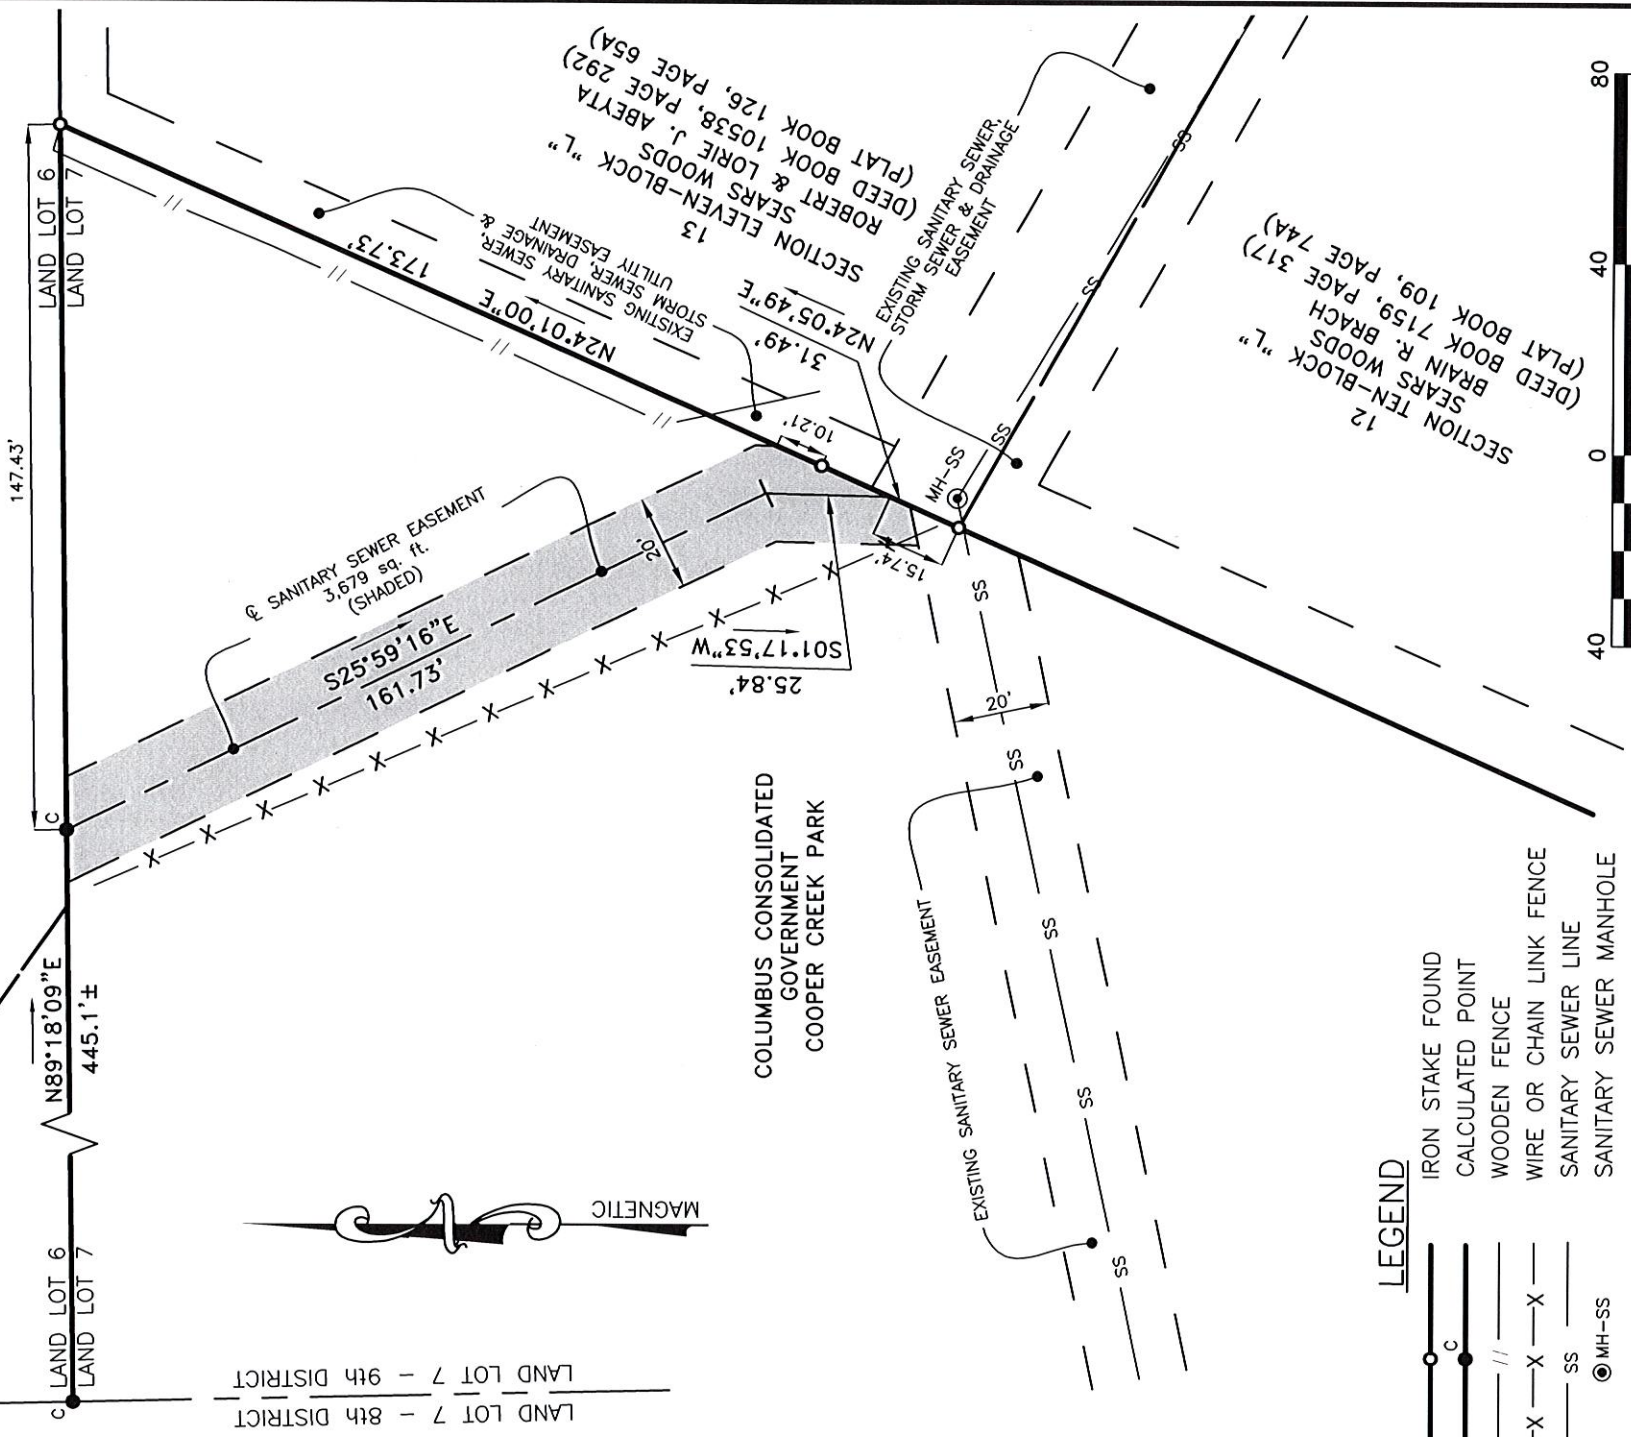 LAND LOT 6
LAND LOT 7
147.43'
C
N89°18'09"E
445.1'±
C
LAND LOT 6
LAND LOT 7
LAND LOT 7 - 9th DISTRICT
LAND LOT 7 - 8th DISTRICT
MAGNETIC
℄ SANITARY SEWER EASEMENT
3,679 sq. ft.
(SHADED)
S25°59'16"E
161.73'
20'
S01°17'53"W
25.84'
173.73'
N24°01'00"E
EXISTING SANITARY SEWER,
STORM SEWER, DRAINAGE &
UTILTIY EASEMENT
13
SECTION ELEVEN-BLOCK "L"
SEARS WOODS
ROBERT & LORIE J. ABEYTA
(DEED BOOK 10538, PAGE 292)
(PLAT BOOK 126, PAGE 65A)
N24°05'49"E
31.49'
10.21'
15.74'
EXISTING SANITARY SEWER,
STORM SEWER & DRAINAGE
EASEMENT
MH-SS
SS
SS
SS
12
SECTION TEN-BLOCK "L"
SEARS WOODS
BRAIN R. BRACH
(DEED BOOK 7159, PAGE 317)
(PLAT BOOK 109, PAGE 74A)
COLUMBUS CONSOLIDATED
GOVERNMENT
COOPER CREEK PARK
20'
SS
SS
SS
SS
SS
EXISTING SANITARY SEWER EASEMENT
40 0 40 80
LEGEND
IRON STAKE FOUND
C CALCULATED POINT
// WOODEN FENCE
X X X WIRE OR CHAIN LINK FENCE
SS SANITARY SEWER LINE
MH-SS SANITARY SEWER MANHOLE